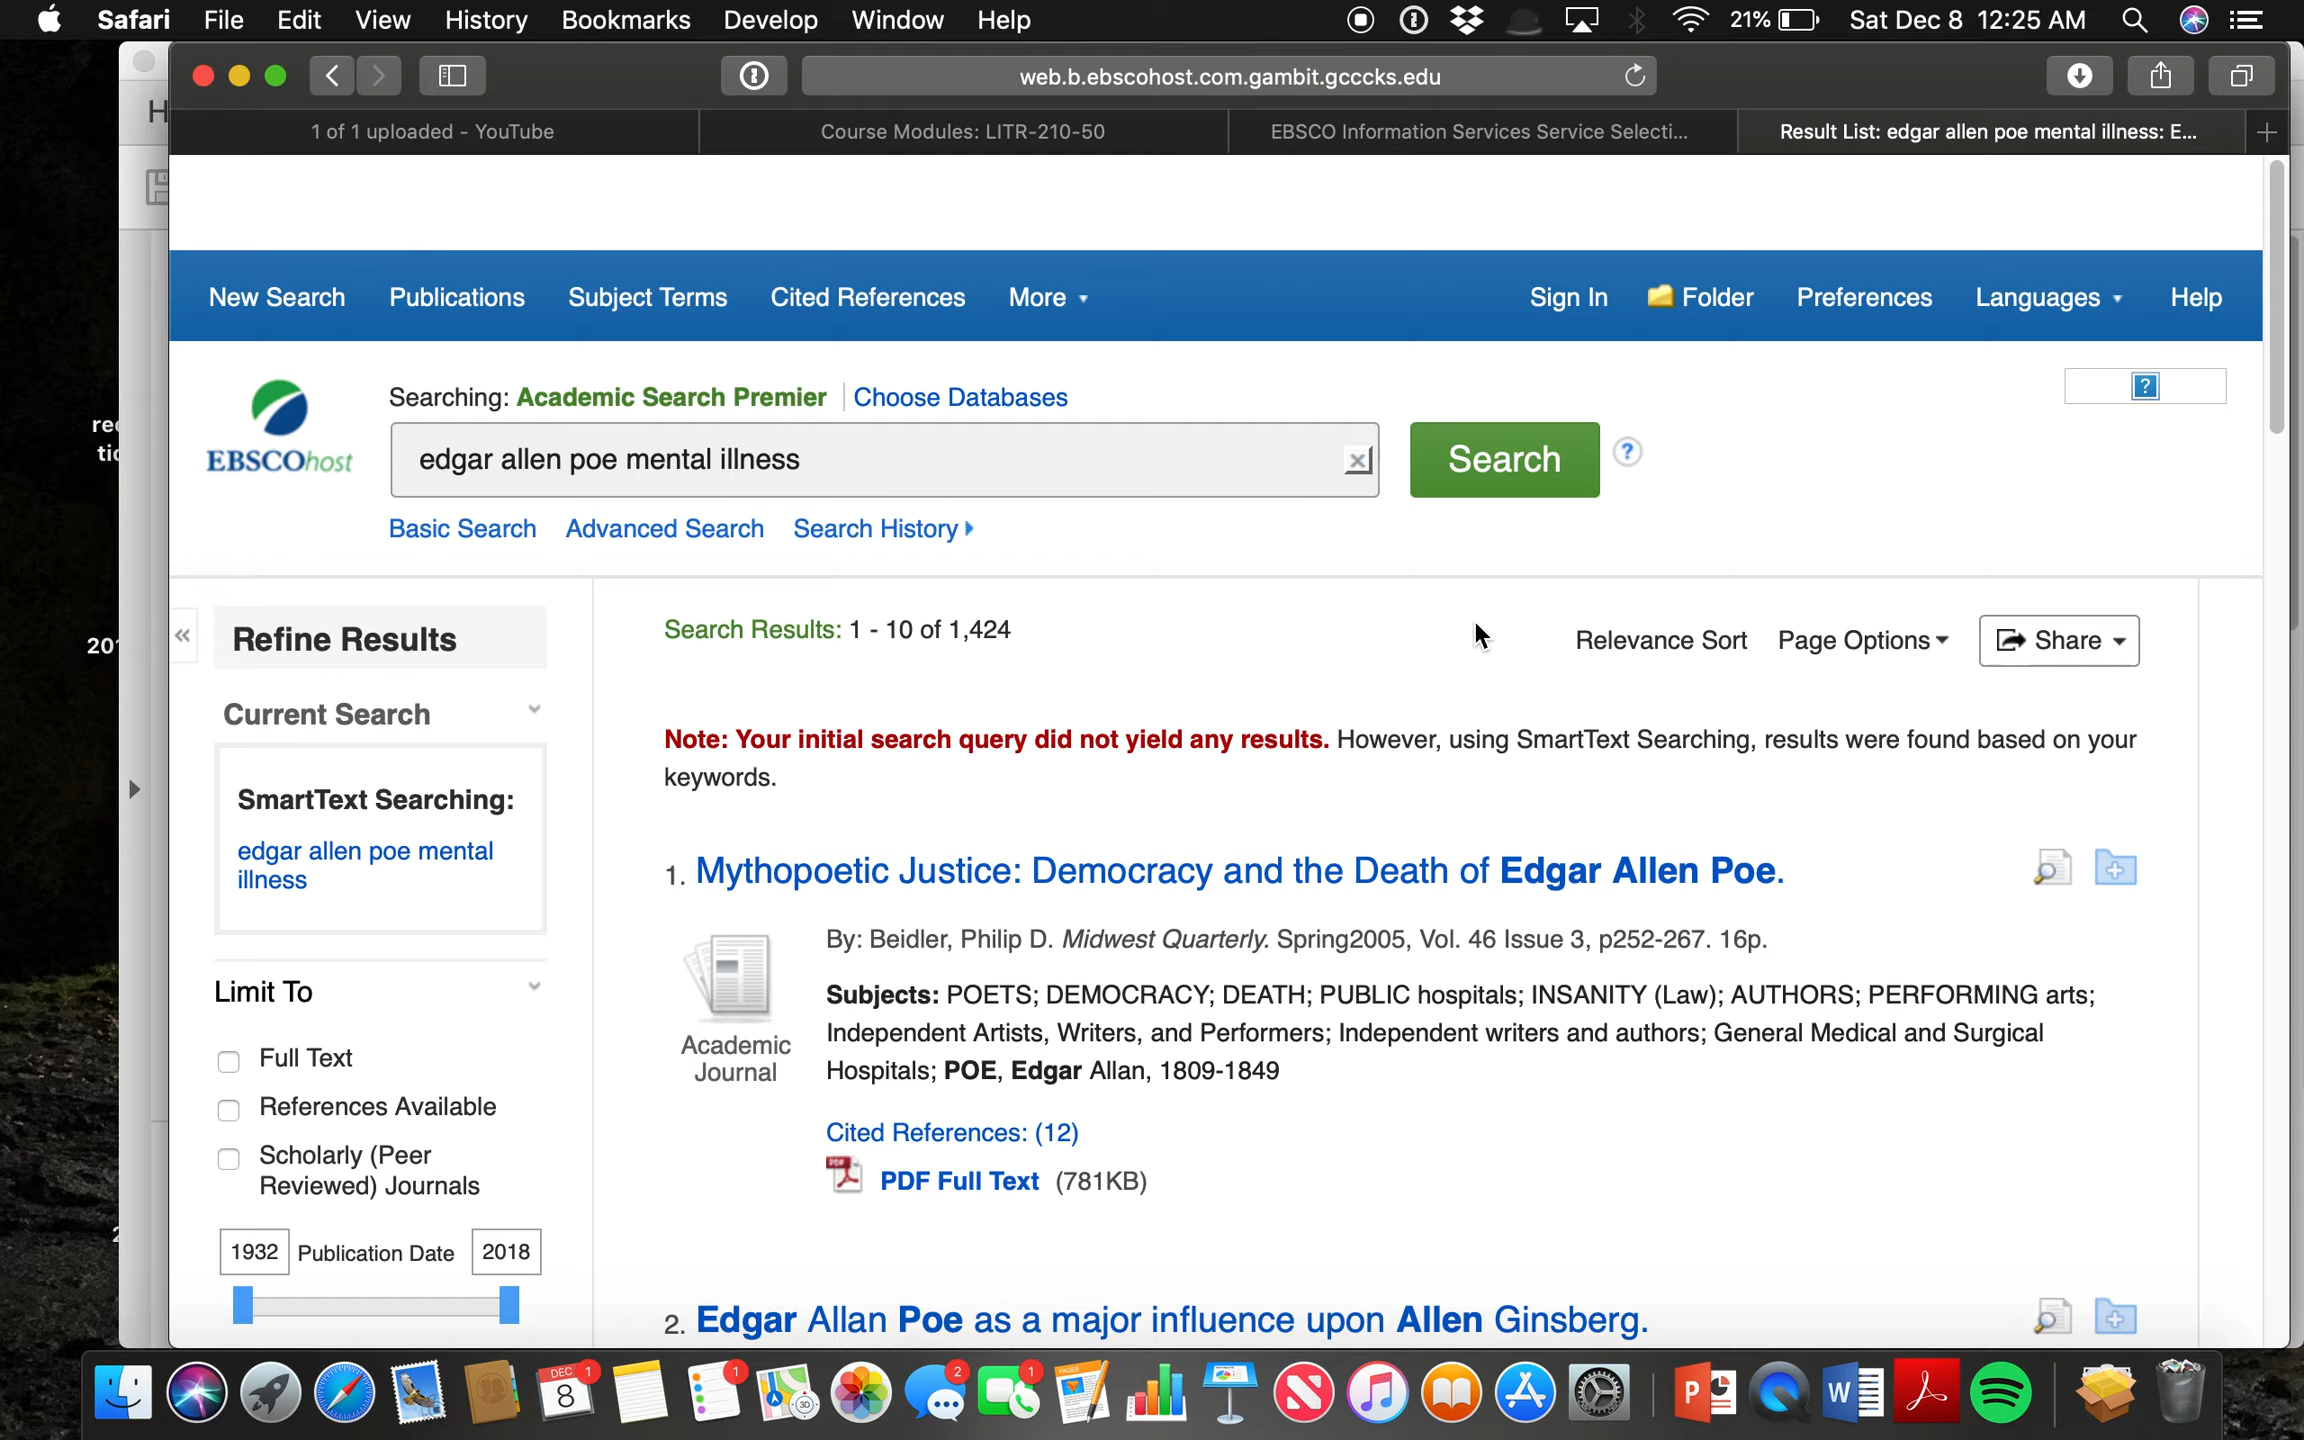 Safari File Edit View History Bookmarks Develop Window Help 21% Sat Dec 8 12:25 AM
web.b.ebscohost.com.gambit.gcccks.edu
1 of 1 uploaded - YouTube
Course Modules: LITR-210-50
EBSCO Information Services Service Selecti...
Result List: edgar allen poe mental illness: E...
New Search Publications Subject Terms Cited References More Sign In Folder Preferences Languages Help
Searching: Academic Search Premier Choose Databases
EBSCOhost
edgar allen poe mental illness
Search
?
?
Basic Search Advanced Search Search History
Refine Results
Current Search
SmartText Searching:
edgar allen poe mental
illness
Limit To
Full Text
References Available
Scholarly (Peer
Reviewed) Journals
1932 Publication Date 2018
Search Results: 1 - 10 of 1,424
Relevance Sort Page Options Share
Note: Your initial search query did not yield any results. However, using SmartText Searching, results were found based on your
keywords.
1. Mythopoetic Justice: Democracy and the Death of Edgar Allen Poe.
Academic
Journal
By: Beidler, Philip D. Midwest Quarterly. Spring2005, Vol. 46 Issue 3, p252-267. 16p.
Subjects: POETS; DEMOCRACY; DEATH; PUBLIC hospitals; INSANITY (Law); AUTHORS; PERFORMING arts;
Independent Artists, Writers, and Performers; Independent writers and authors; General Medical and Surgical
Hospitals; POE, Edgar Allan, 1809-1849
Cited References: (12)
PDF Full Text (781KB)
2. Edgar Allan Poe as a major influence upon Allen Ginsberg.
DEC
8
1
1
3D
2
1
PAGES
P
W